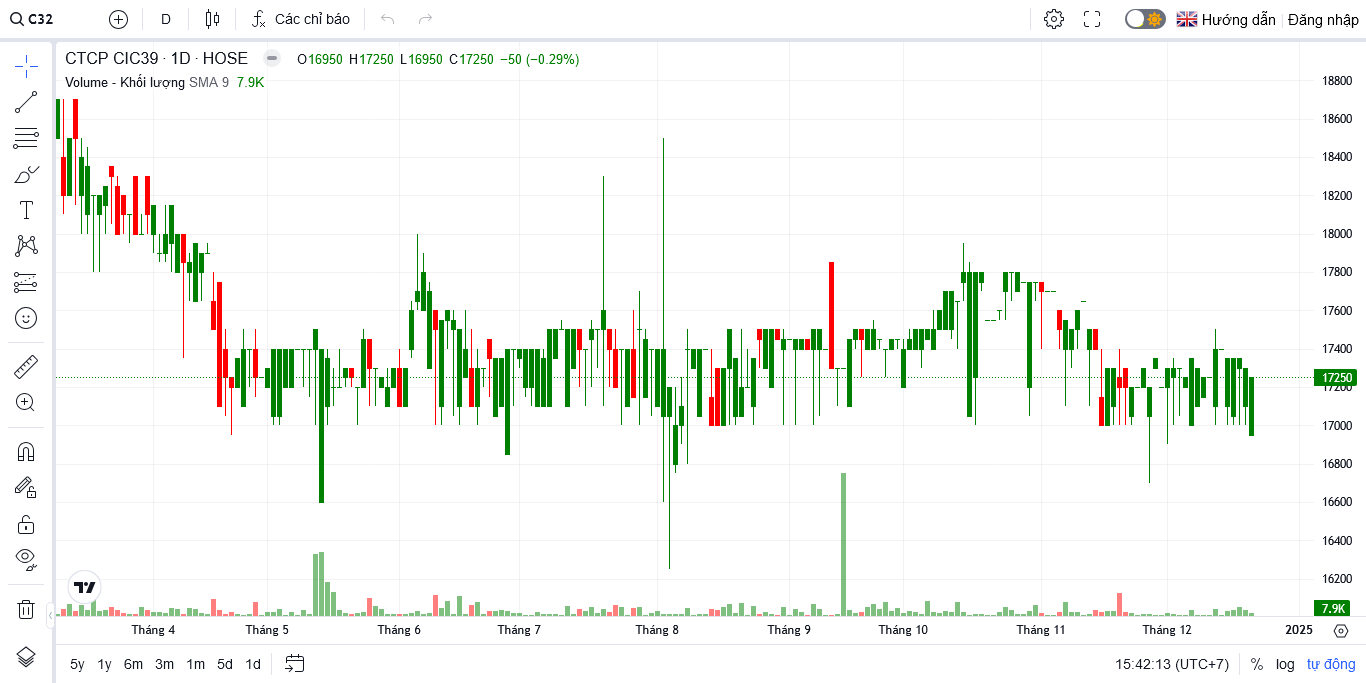 C32 D Các chỉ báo Hướng dẫn Đăng nhập
CTCP CIC39 · 1D · HOSE O16950 H17250 L16950 C17250 −50 (−0.29%)
Volume - Khối lượng SMA 9 7.9K
18800
18600
18400
18200
18000
17800
17600
17400
17250
17200
17000
16800
16600
16400
16200
7.9K
Tháng 4 Tháng 5 Tháng 6 Tháng 7 Tháng 8 Tháng 9 Tháng 10 Tháng 11 Tháng 12 2025
5y 1y 6m 3m 1m 5d 1d 15:42:13 (UTC+7) % log tự động